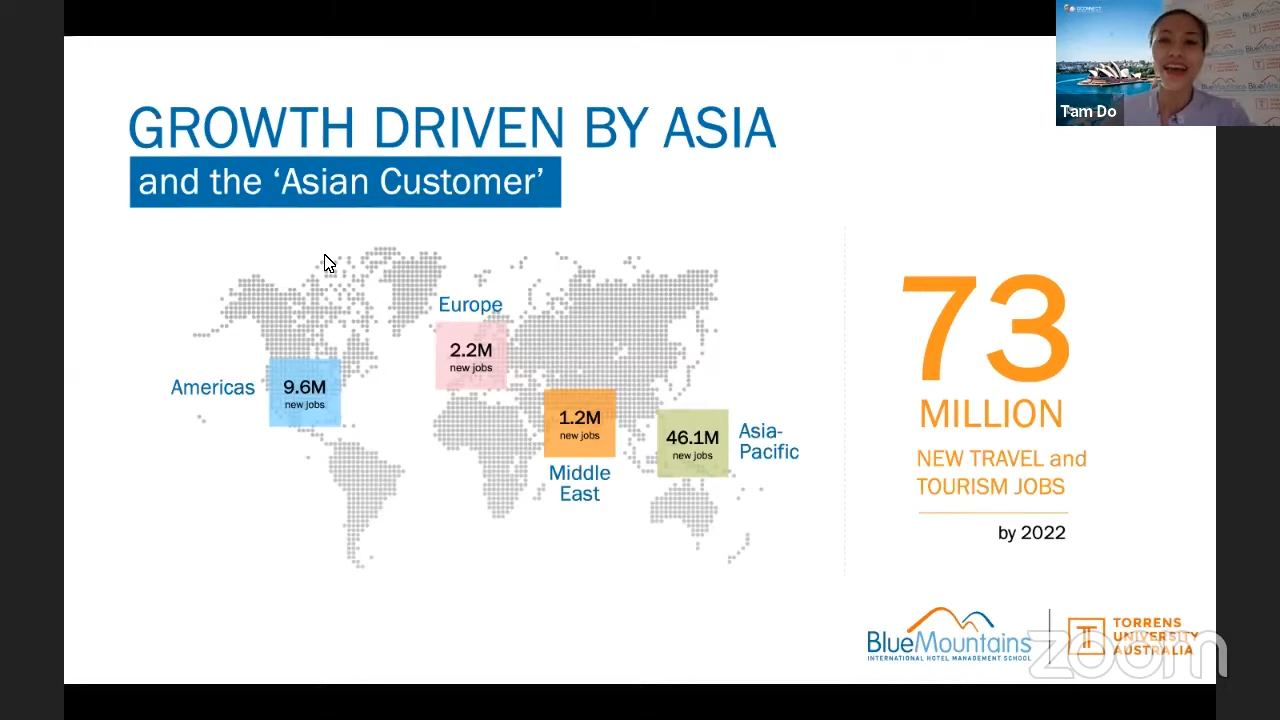 GROWTH DRIVEN BY ASIA
and the ‘Asian Customer’
Europe
2.2M
new jobs
Americas
9.6M
new jobs
1.2M
new jobs
Middle
East
46.1M
new jobs
Asia-
Pacific
73
MILLION
NEW TRAVEL and
TOURISM JOBS
by 2022
BlueMountains
INTERNATIONAL HOTEL MANAGEMENT SCHOOL
TORRENS
UNIVERSITY
AUSTRALIA
zoom
Tam Do